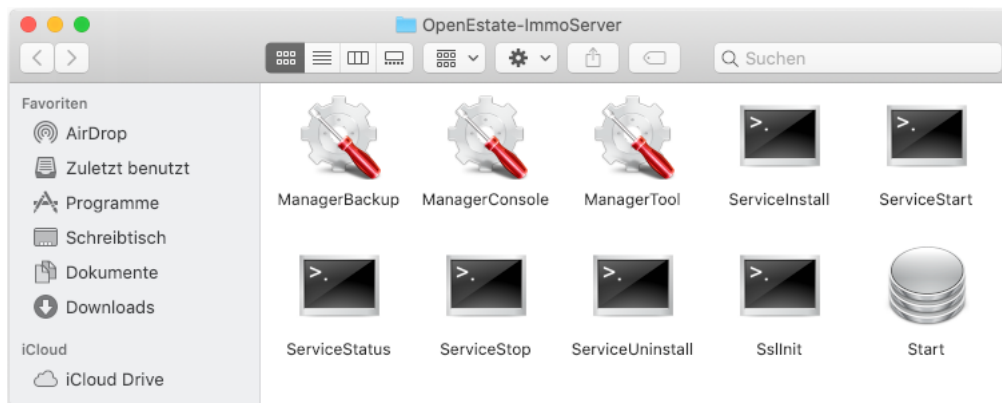 OpenEstate-ImmoServer
Suchen
Favoriten
AirDrop
Zuletzt benutzt
Programme
Schreibtisch
Dokumente
Downloads
iCloud
iCloud Drive
ManagerBackup ManagerConsole ManagerTool ServiceInstall ServiceStart
ServiceStatus ServiceStop ServiceUninstall SslInit Start